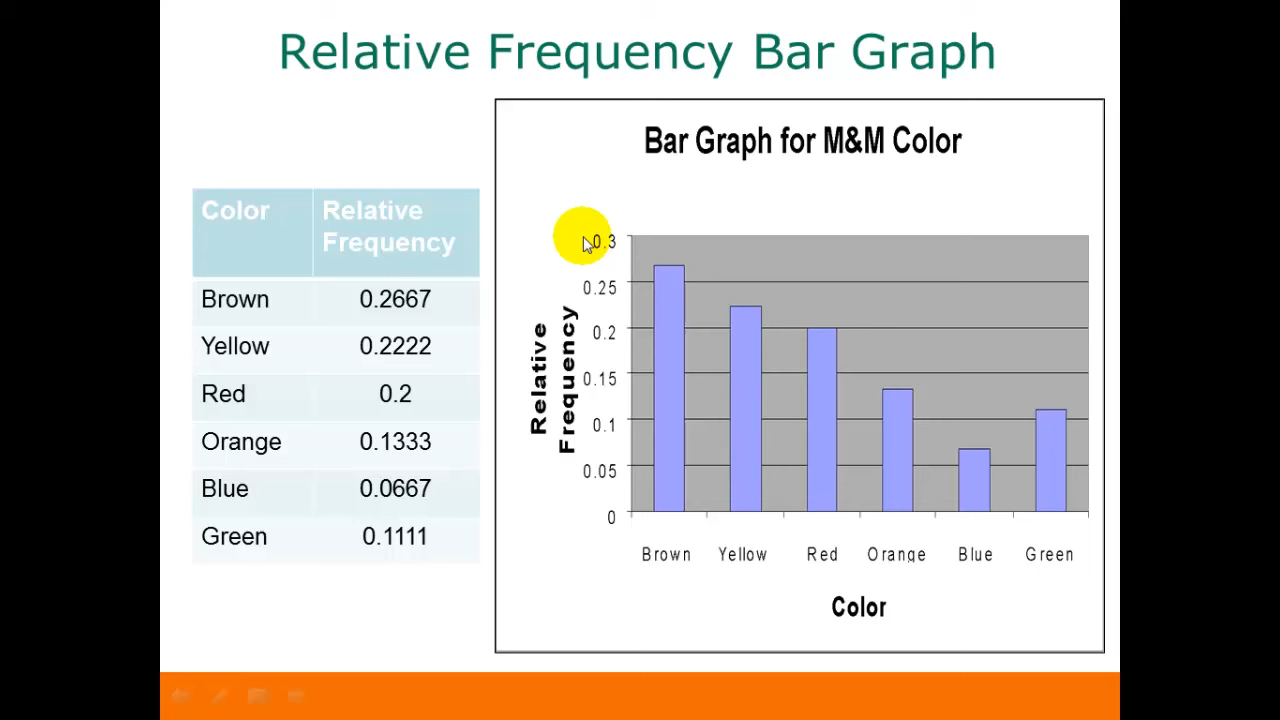 Relative Frequency Bar Graph
Color Relative Frequency
Brown 0.2667
Yellow 0.2222
Red 0.2
Orange 0.1333
Blue 0.0667
Green 0.1111
Bar Graph for M&M Color
Relative
Frequency
0.3
0.25
0.2
0.15
0.1
0.05
0
Brown Yellow Red Orange Blue Green
Color